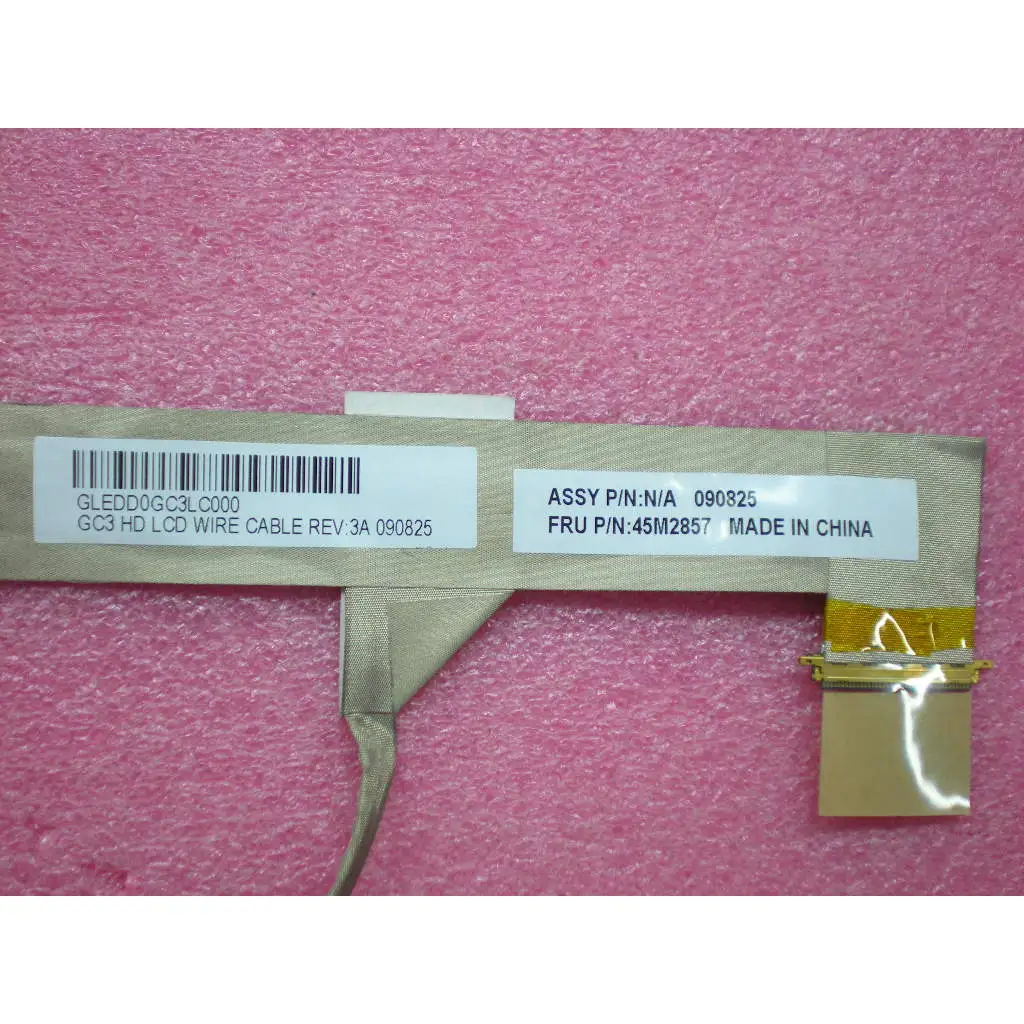 GLEDD0GC3LC000
GC3 HD LCD WIRE CABLE REV:3A 090825
ASSY P/N:N/A 090825
FRU P/N:45M2857 MADE IN CHINA